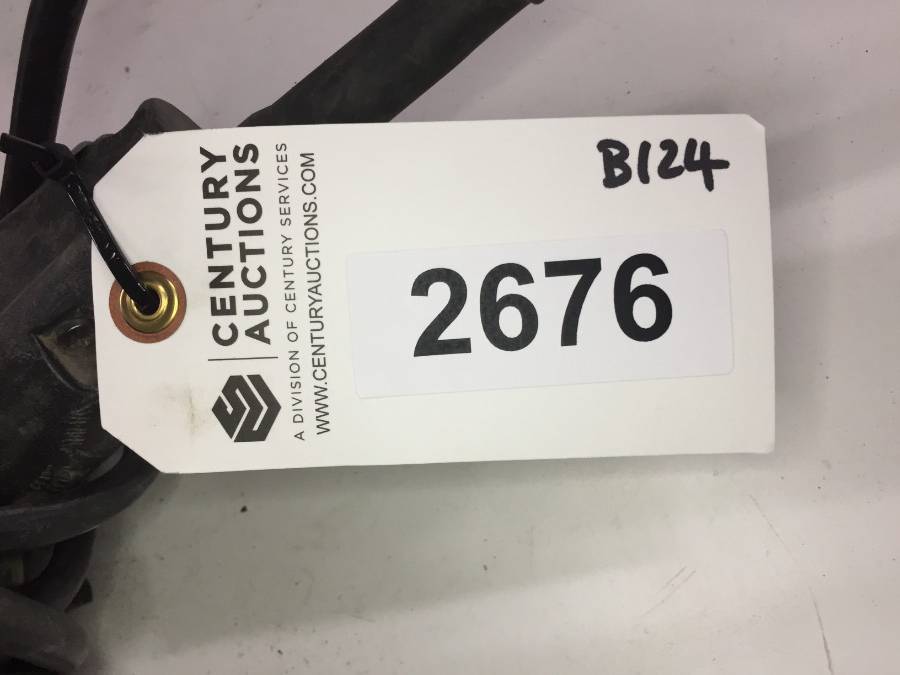 CENTURY
AUCTIONS
A DIVISION OF CENTURY SERVICES
WWW.CENTURYAUCTIONS.COM
B124
2676